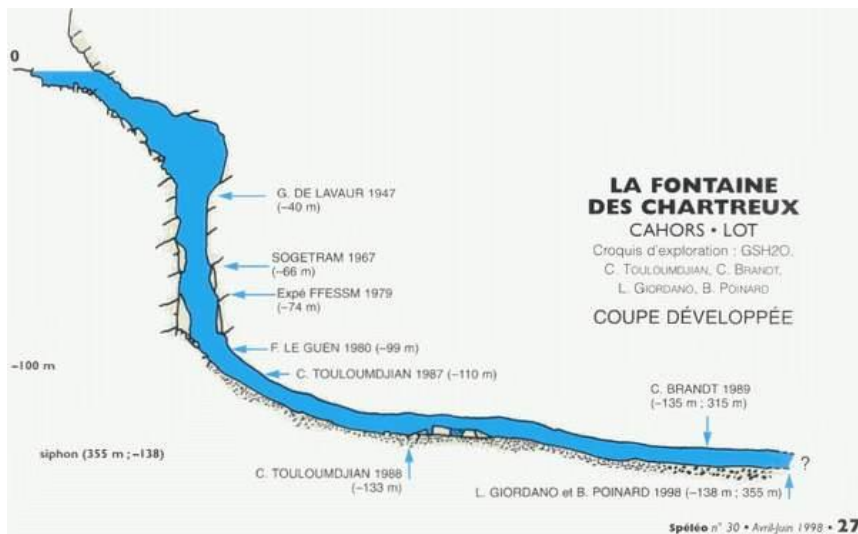 0
G. DE LAVAUR 1947
(–40 m)
SOGETRAM 1967
(–66 m)
Expé FFESSM 1979
(–74 m)
F. LE GUEN 1980 (–99 m)
–100 m
C. TOULOUMDJIAN 1987 (–110 m)
LA FONTAINE
DES CHARTREUX
CAHORS • LOT
Croquis d'exploration : GSH2O,
C. TOULOUMDJIAN, C. BRANDT,
L. GIORDANO, B. POINARD
COUPE DÉVELOPPÉE
C. BRANDT 1989
(–135 m ; 315 m)
siphon (355 m ; –138)
?
C. TOULOUMDJIAN 1988
(–133 m)
L. GIORDANO et B. POINARD 1998 (–138 m ; 355 m)
Spéléo n° 30 • Avril-Juin 1998 • 27